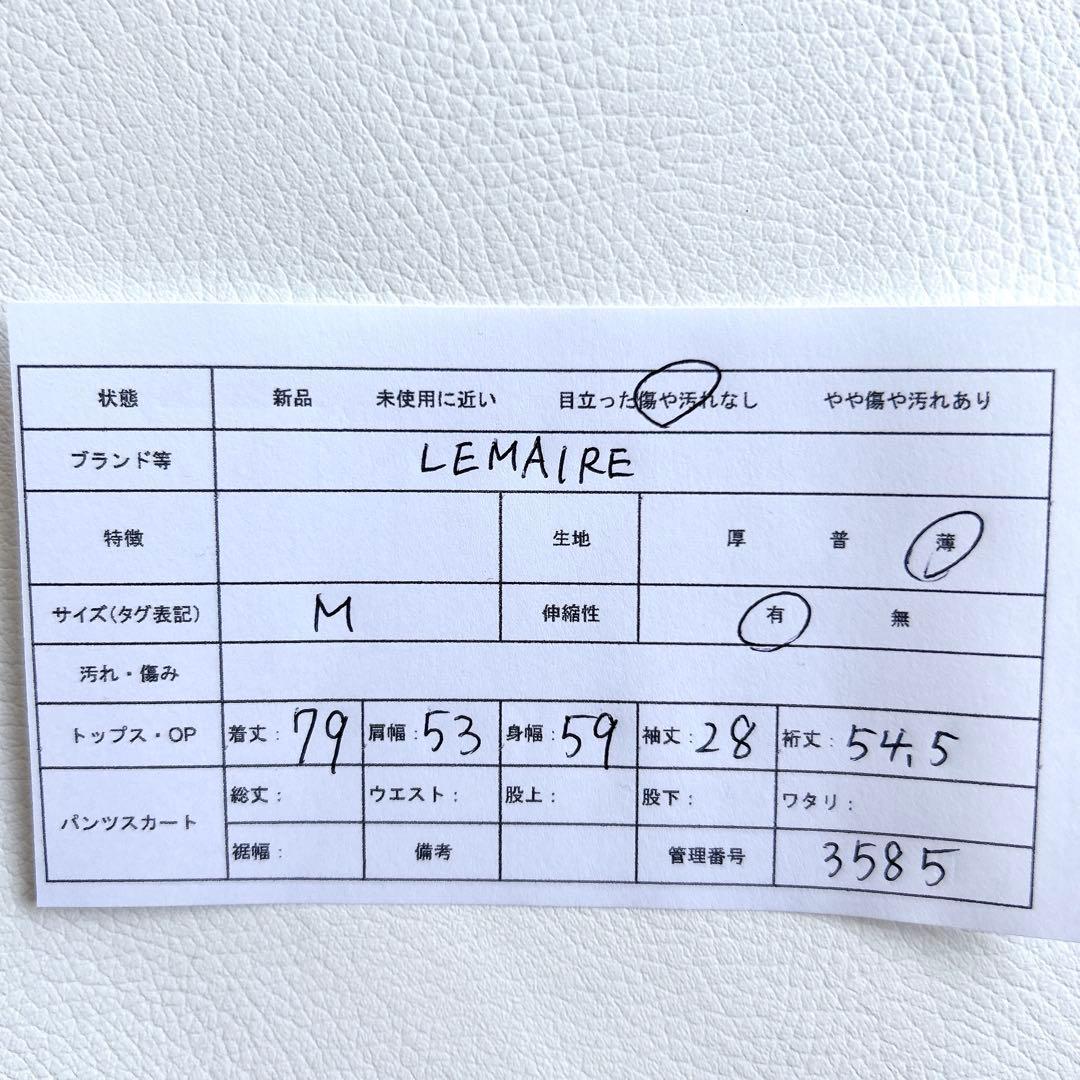 状態 新品 未使用に近い 目立った傷や汚れなし やや傷や汚れあり
ブランド等 LEMAIRE
特徴 生地 厚 普 薄
サイズ(タグ表記) M 伸縮性 有 無
汚れ・傷み
トップス・OP 着丈: 79 肩幅: 53 身幅: 59 袖丈: 28 裄丈: 54.5
パンツスカート 総丈: ウエスト: 股上: 股下: ワタリ:
裾幅: 備考 管理番号 3585